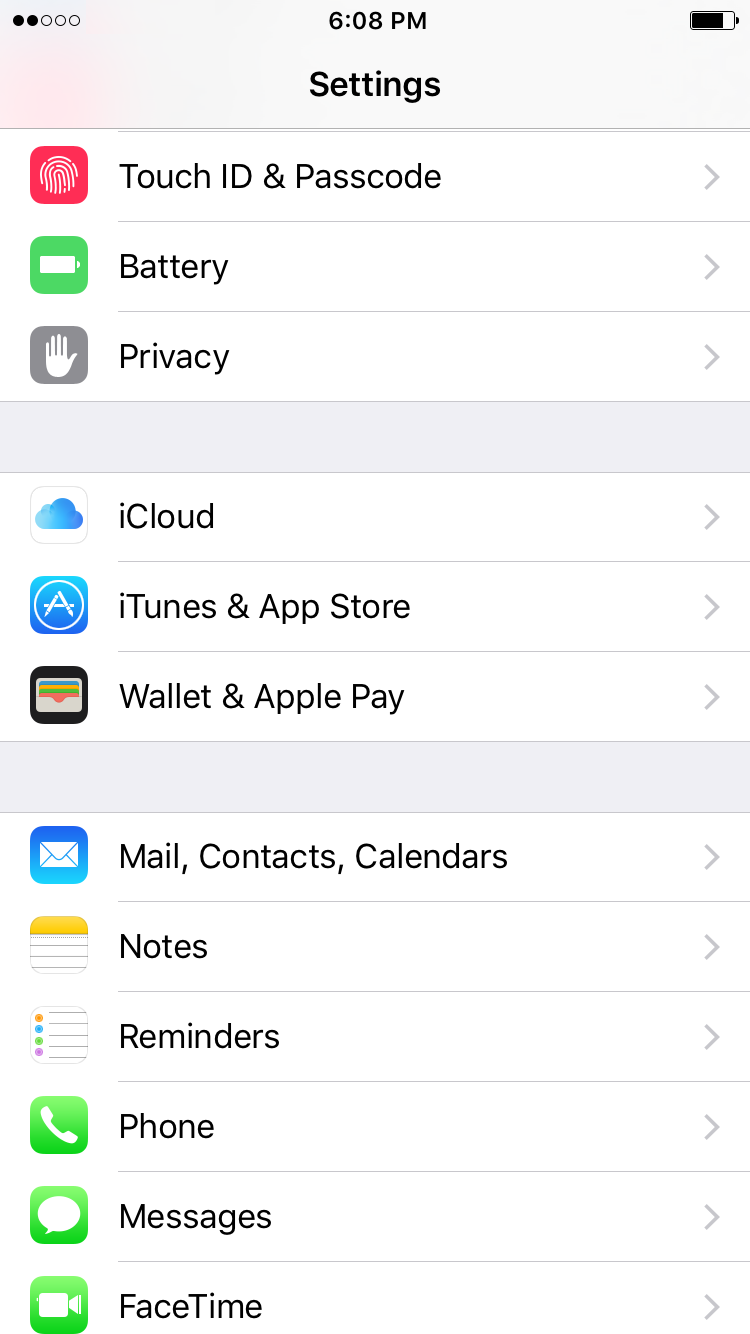 6:08 PM
Settings
Touch ID & Passcode
Battery
Privacy
iCloud
iTunes & App Store
Wallet & Apple Pay
Mail, Contacts, Calendars
Notes
Reminders
Phone
Messages
FaceTime